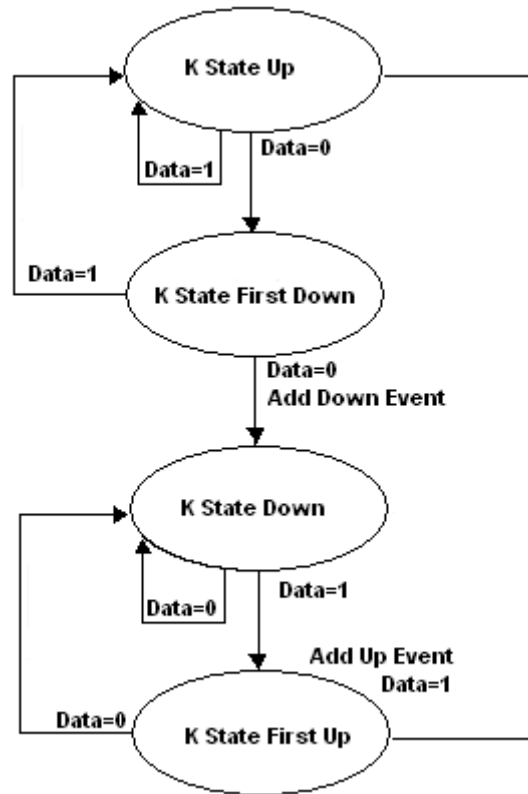 K State Up
Data=0
Data=1
Data=1
K State First Down
Data=0
Add Down Event
K State Down
Data=0
Data=1
Add Up Event
Data=1
Data=0
K State First Up